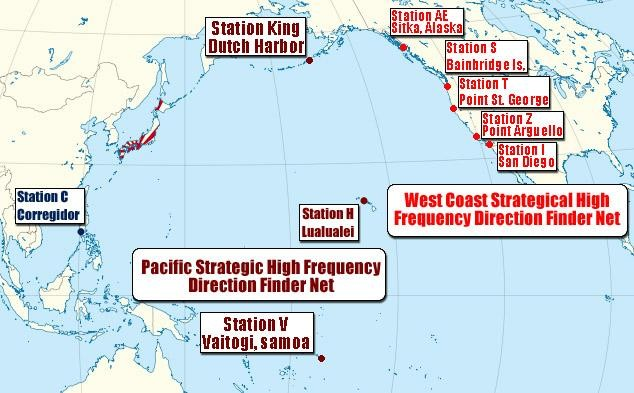 Station King
Dutch Harbor
Station AE
Sitka, Alaska
Station S
Bainbridge Is.
Station T
Point St. George
Station Z
Point Arguello
Station I
San Diego
West Coast Strategical High
Frequency Direction Finder Net
Station C
Corregidor
Station H
Lualualei
Pacific Strategic High Frequency
Direction Finder Net
Station V
Vaitogi, samoa